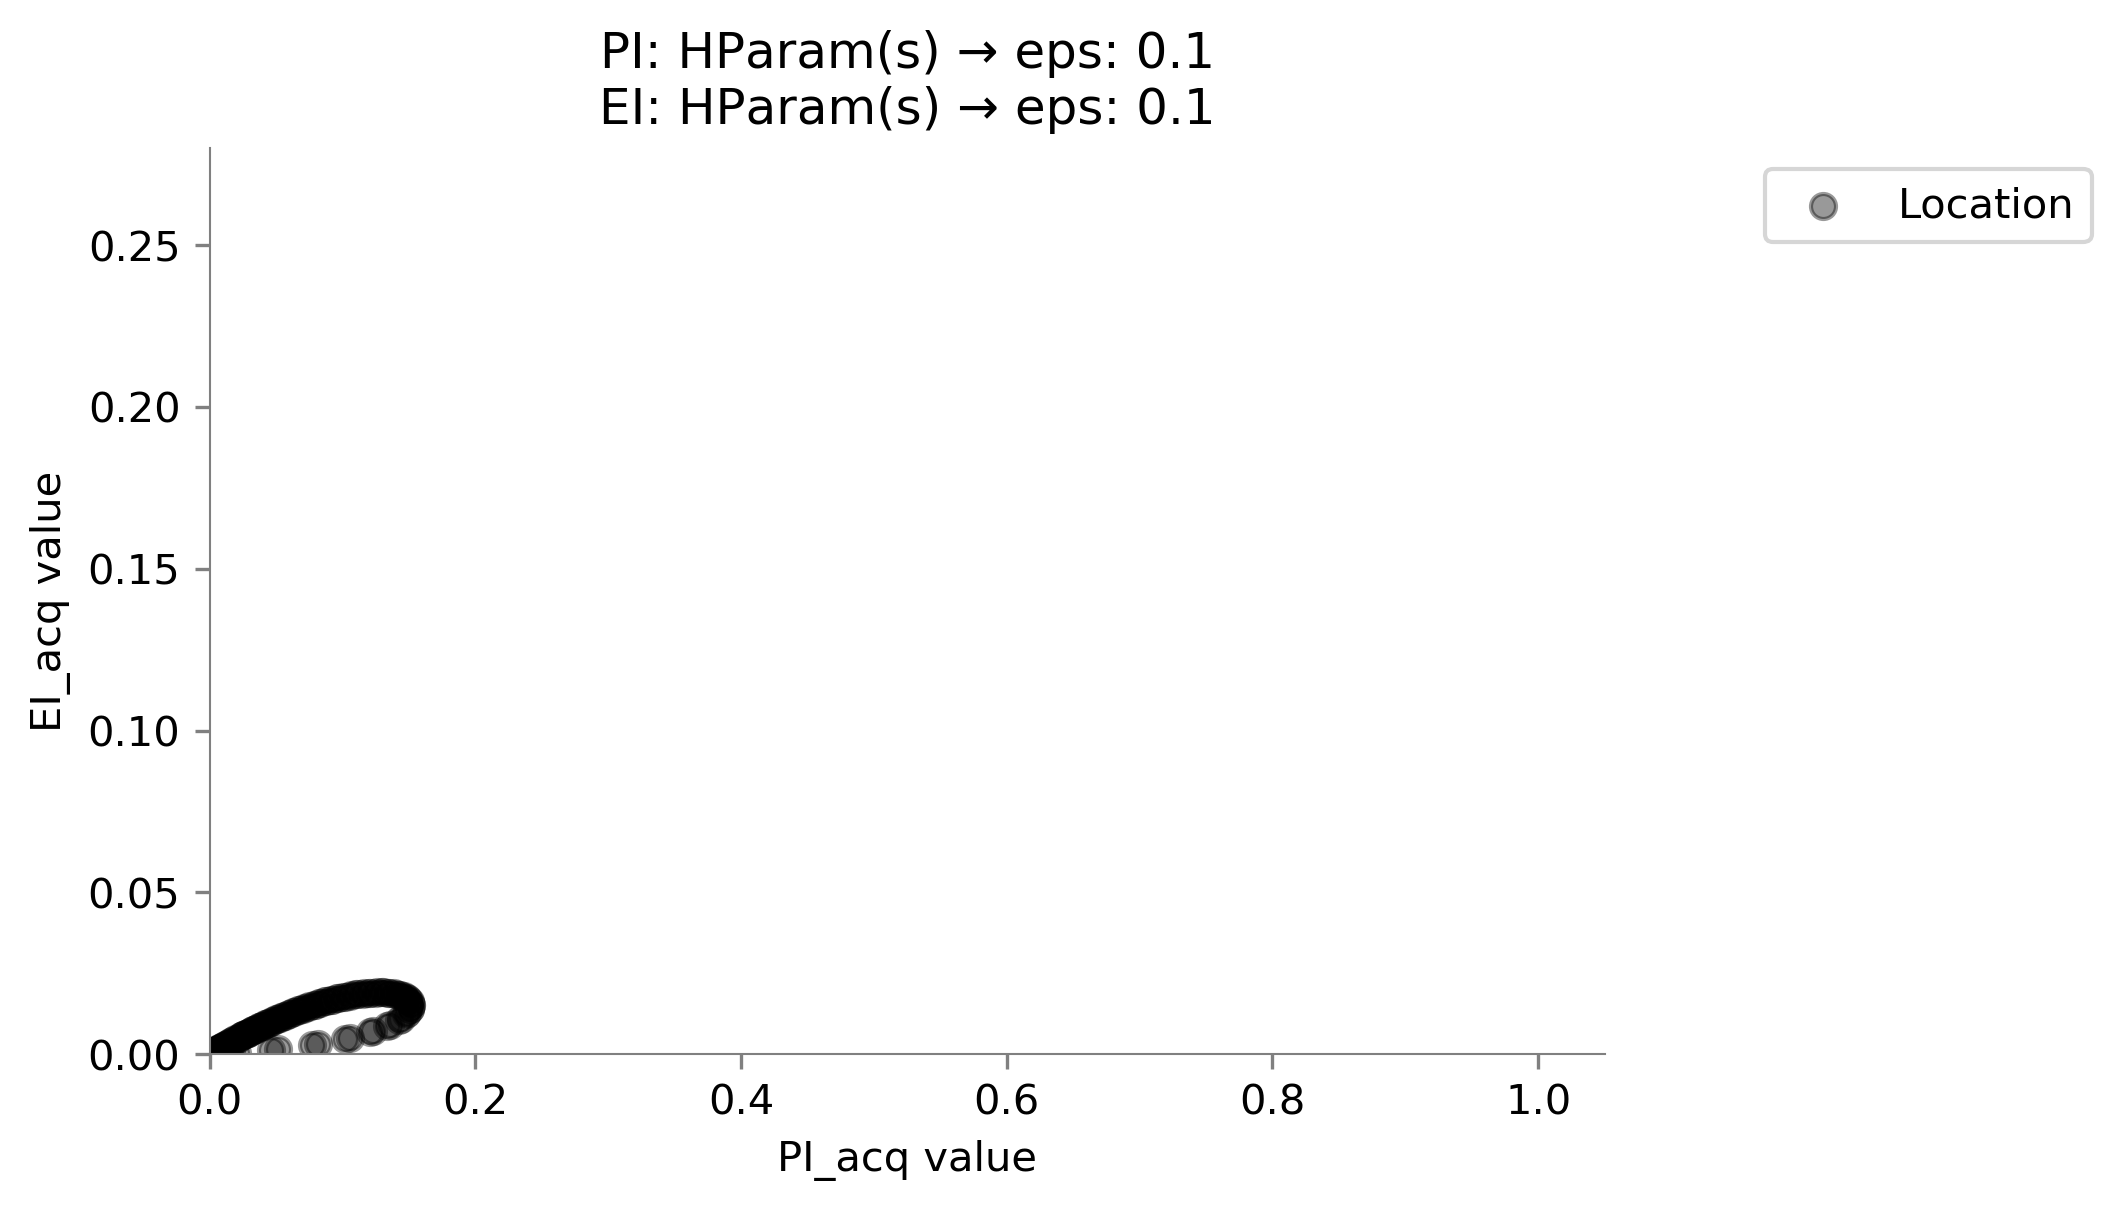 PI: HParam(s) → eps: 0.1
EI: HParam(s) → eps: 0.1
Location
EI_acq value
0.25
0.20
0.15
0.10
0.05
0.00
0.0 0.2 0.4 0.6 0.8 1.0
PI_acq value